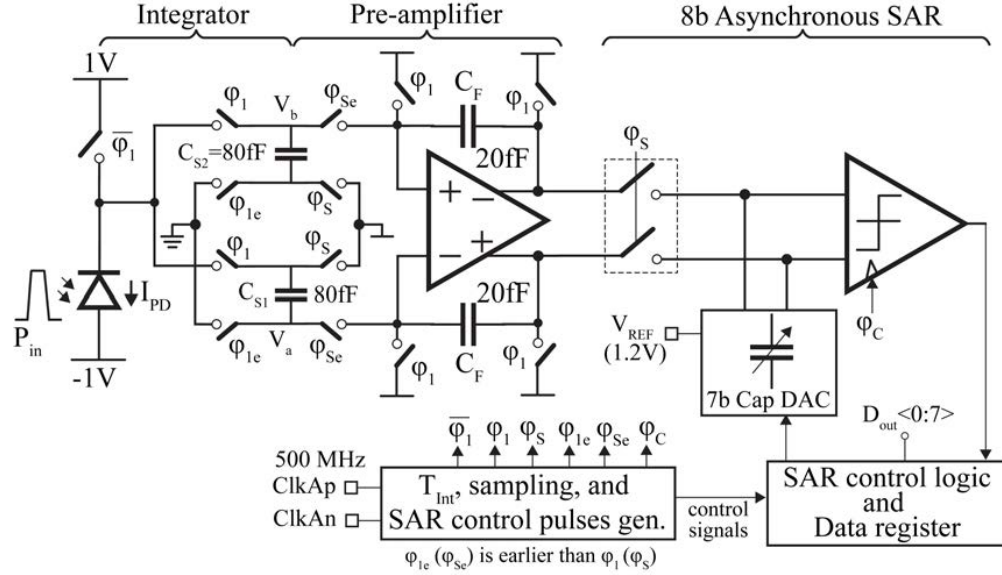 Integrator
Pre-amplifier
8b Asynchronous SAR
1V
φ1
φ1
Vb
φSe
φ1
CF
φ1
20fF
CS2=80fF
φ1e
φS
φS
φ1
φS
IPD
CS1
80fF
20fF
Pin
-1V
φ1e
Va
φSe
φ1
CF
φ1
φC
VREF
(1.2V)
7b Cap DAC
Dout<0:7>
φ1 φ1 φS φ1e φSe φC
500 MHz
ClkAp
ClkAn
TInt, sampling, and
SAR control pulses gen.
control
signals
SAR control logic
and
Data register
φ1e (φSe) is earlier than φ1 (φS)